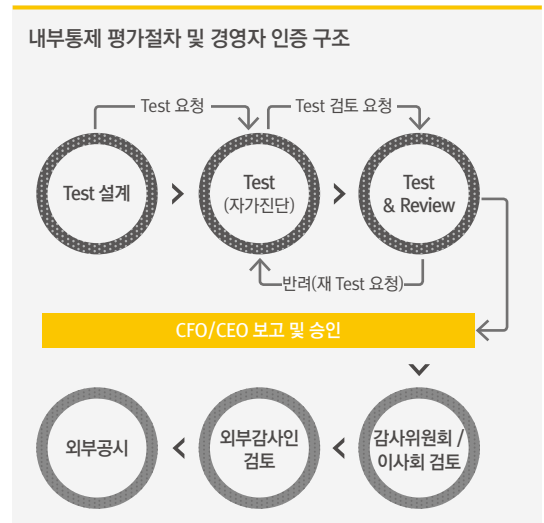 내부통제 평가절차 및 경영자 인증 구조
Test 요청
Test 검토 요청
Test 설계
Test
(자가진단)
Test
& Review
반려(재 Test 요청)
CFO/CEO 보고 및 승인
외부공시
외부감사인
검토
감사위원회 /
이사회 검토